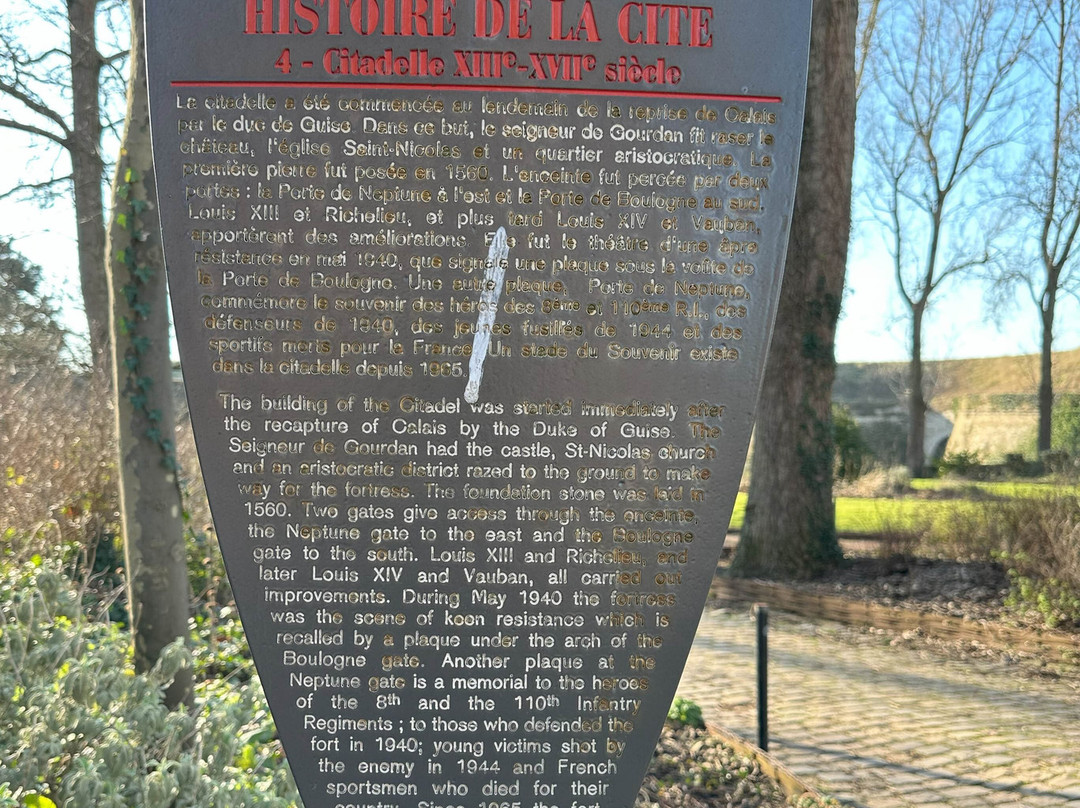 HISTOIRE DE LA CITE
4 - Citadelle XIIIe-XVIIe siècle
La citadelle a été commencée au lendemain de la reprise de Calais
par le duc de Guise. Dans ce but, le seigneur de Gourdan fit raser le
château, l'église Saint-Nicolas et un quartier aristocratique. La
première pierre fut posée en 1560. L'enceinte fut percée par deux
portes : la Porte de Neptune à l'est et la Porte de Boulogne au sud.
Louis XIII et Richelieu, et plus tard Louis XIV et Vauban,
apportèrent des améliorations. Elle fut le théâtre d'une âpre
résistance en mai 1940, que signale une plaque sous la voûte de
la Porte de Boulogne. Une autre plaque, Porte de Neptune,
commémore le souvenir des héros des 8ème et 110ème R.I., des
défenseurs de 1940, des jeunes fusillés de 1944 et des
sportifs morts pour la France. Un stade du Souvenir existe
dans la citadelle depuis 1965.
The building of the Citadel was started immediately after
the recapture of Calais by the Duke of Guise. The
Seigneur de Gourdan had the castle, St-Nicolas church
and an aristocratic district razed to the ground to make
way for the fortress. The foundation stone was laid in
1560. Two gates give access through the enceinte,
the Neptune gate to the east and the Boulogne
gate to the south. Louis XIII and Richelieu, and
later Louis XIV and Vauban, all carried out
improvements. During May 1940 the fortress
was the scene of keen resistance which is
recalled by a plaque under the arch of the
Boulogne gate. Another plaque at the
Neptune gate is a memorial to the heroes
of the 8th and the 110th Infantry
Regiments ; to those who defended the
fort in 1940; young victims shot by
the enemy in 1944 and French
sportsmen who died for their
country. Since 1965 the fort